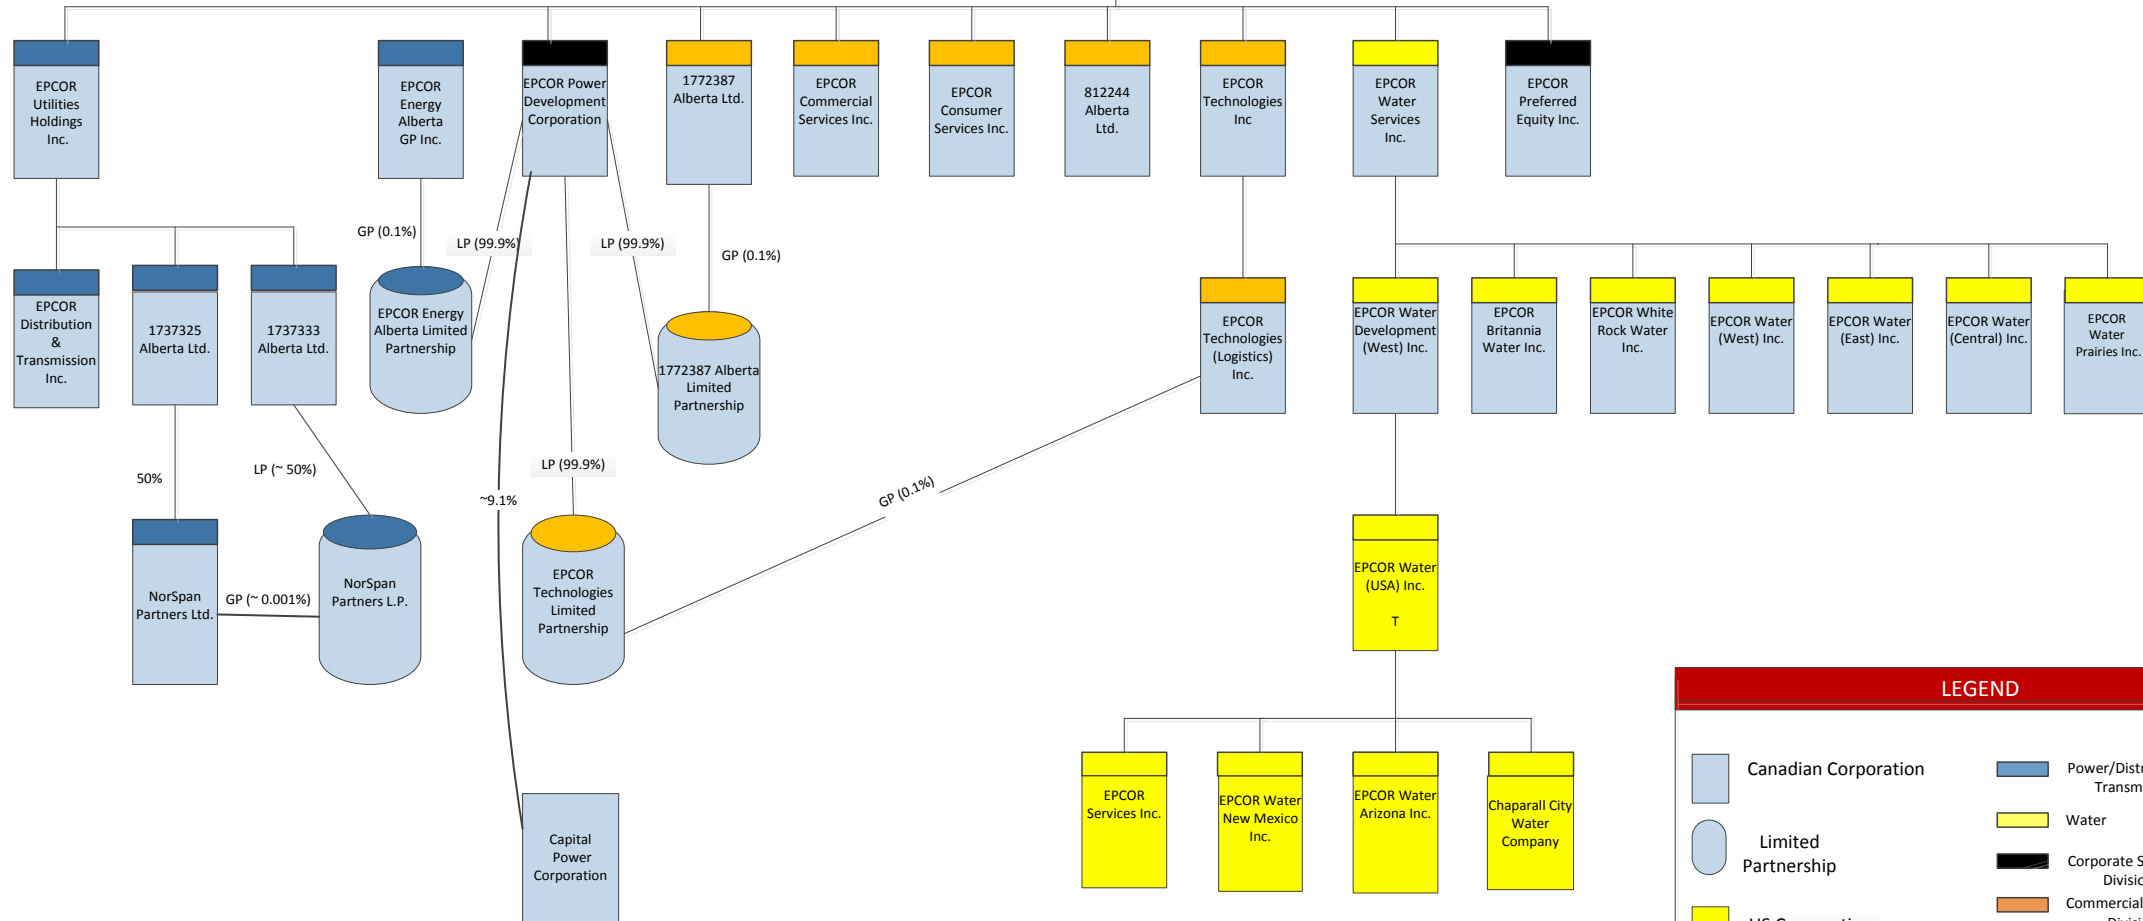 EPCOR
Utilities
Holdings
Inc.
EPCOR
Energy
Alberta
GP Inc.
EPCOR Power
Development
Corporation
1772387
Alberta Ltd.
EPCOR
Commercial
Services Inc.
EPCOR
Consumer
Services Inc.
812244
Alberta
Ltd.
EPCOR
Technologies
Inc
EPCOR
Water
Services
Inc.
EPCOR
Preferred
Equity Inc.
GP (0.1%)
LP (99.9%)
LP (99.9%)
GP (0.1%)
EPCOR
Distribution
&
Transmission
Inc.
1737325
Alberta Ltd.
1737333
Alberta Ltd.
EPCOR Energy
Alberta Limited
Partnership
1772387 Alberta
Limited
Partnership
EPCOR
Technologies
(Logistics)
Inc.
EPCOR Water
Development
(West) Inc.
EPCOR
Britannia
Water Inc.
EPCOR White
Rock Water
Inc.
EPCOR Water
(West) Inc.
EPCOR Water
(East) Inc.
EPCOR Water
(Central) Inc.
EPCOR
Water
Prairies Inc.
50%
LP (~ 50%)
~9.1%
LP (99.9%)
GP (0.1%)
NorSpan
Partners Ltd.
GP (~ 0.001%)
NorSpan
Partners L.P.
EPCOR
Technologies
Limited
Partnership
EPCOR Water
(USA) Inc.
T
EPCOR
Services Inc.
EPCOR Water
New Mexico
Inc.
EPCOR Water
Arizona Inc.
Chaparall City
Water
Company
Capital
Power
Corporation
LEGEND
Canadian Corporation
Power/Distr
Transm
Water
Limited
Partnership
Corporate S
Divisio
Commercial